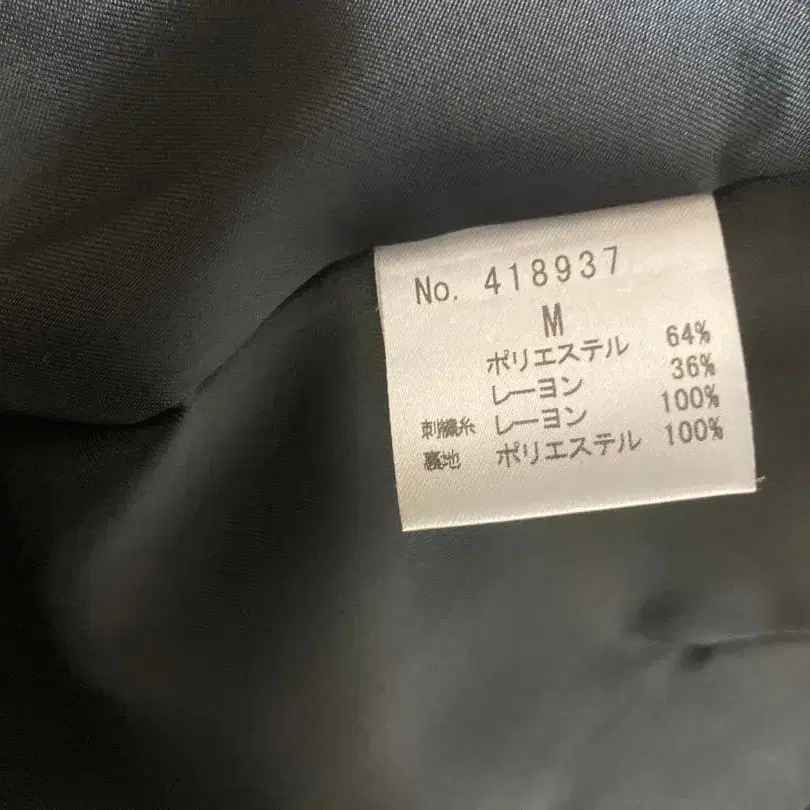 No. 418937
M
ポリエステル 64%
レーヨン 36%
刺繍糸 レーヨン 100%
裏地 ポリエステル 100%